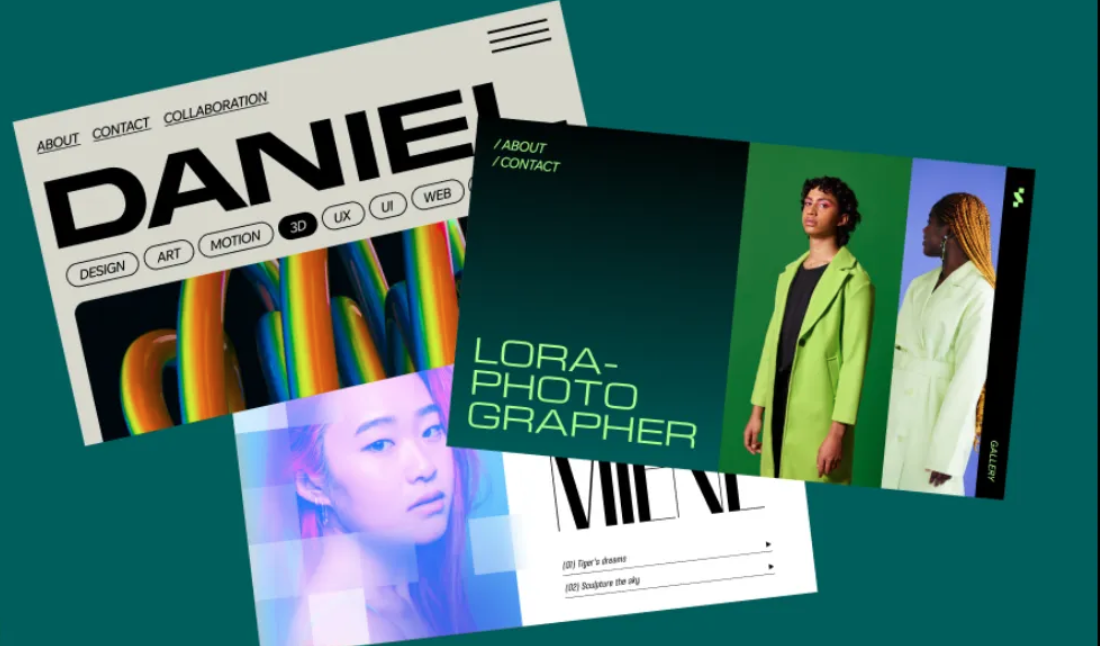 ABOUT CONTACT COLLABORATION
DANIEL
DESIGN ART MOTION 3D UX UI WEB
/ABOUT
/CONTACT
LORA-
PHOTO
GRAPHER
GALLERY
(01) Tiger's dreams
(02) Sculpture the sky